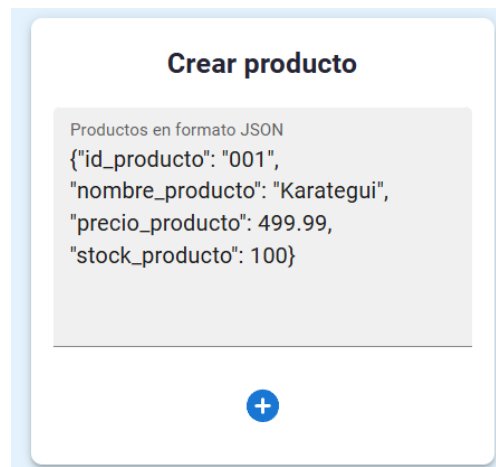 Crear producto
Productos en formato JSON
{"id_producto": "001",
"nombre_producto": "Karategui",
"precio_producto": 499.99,
"stock_producto": 100}